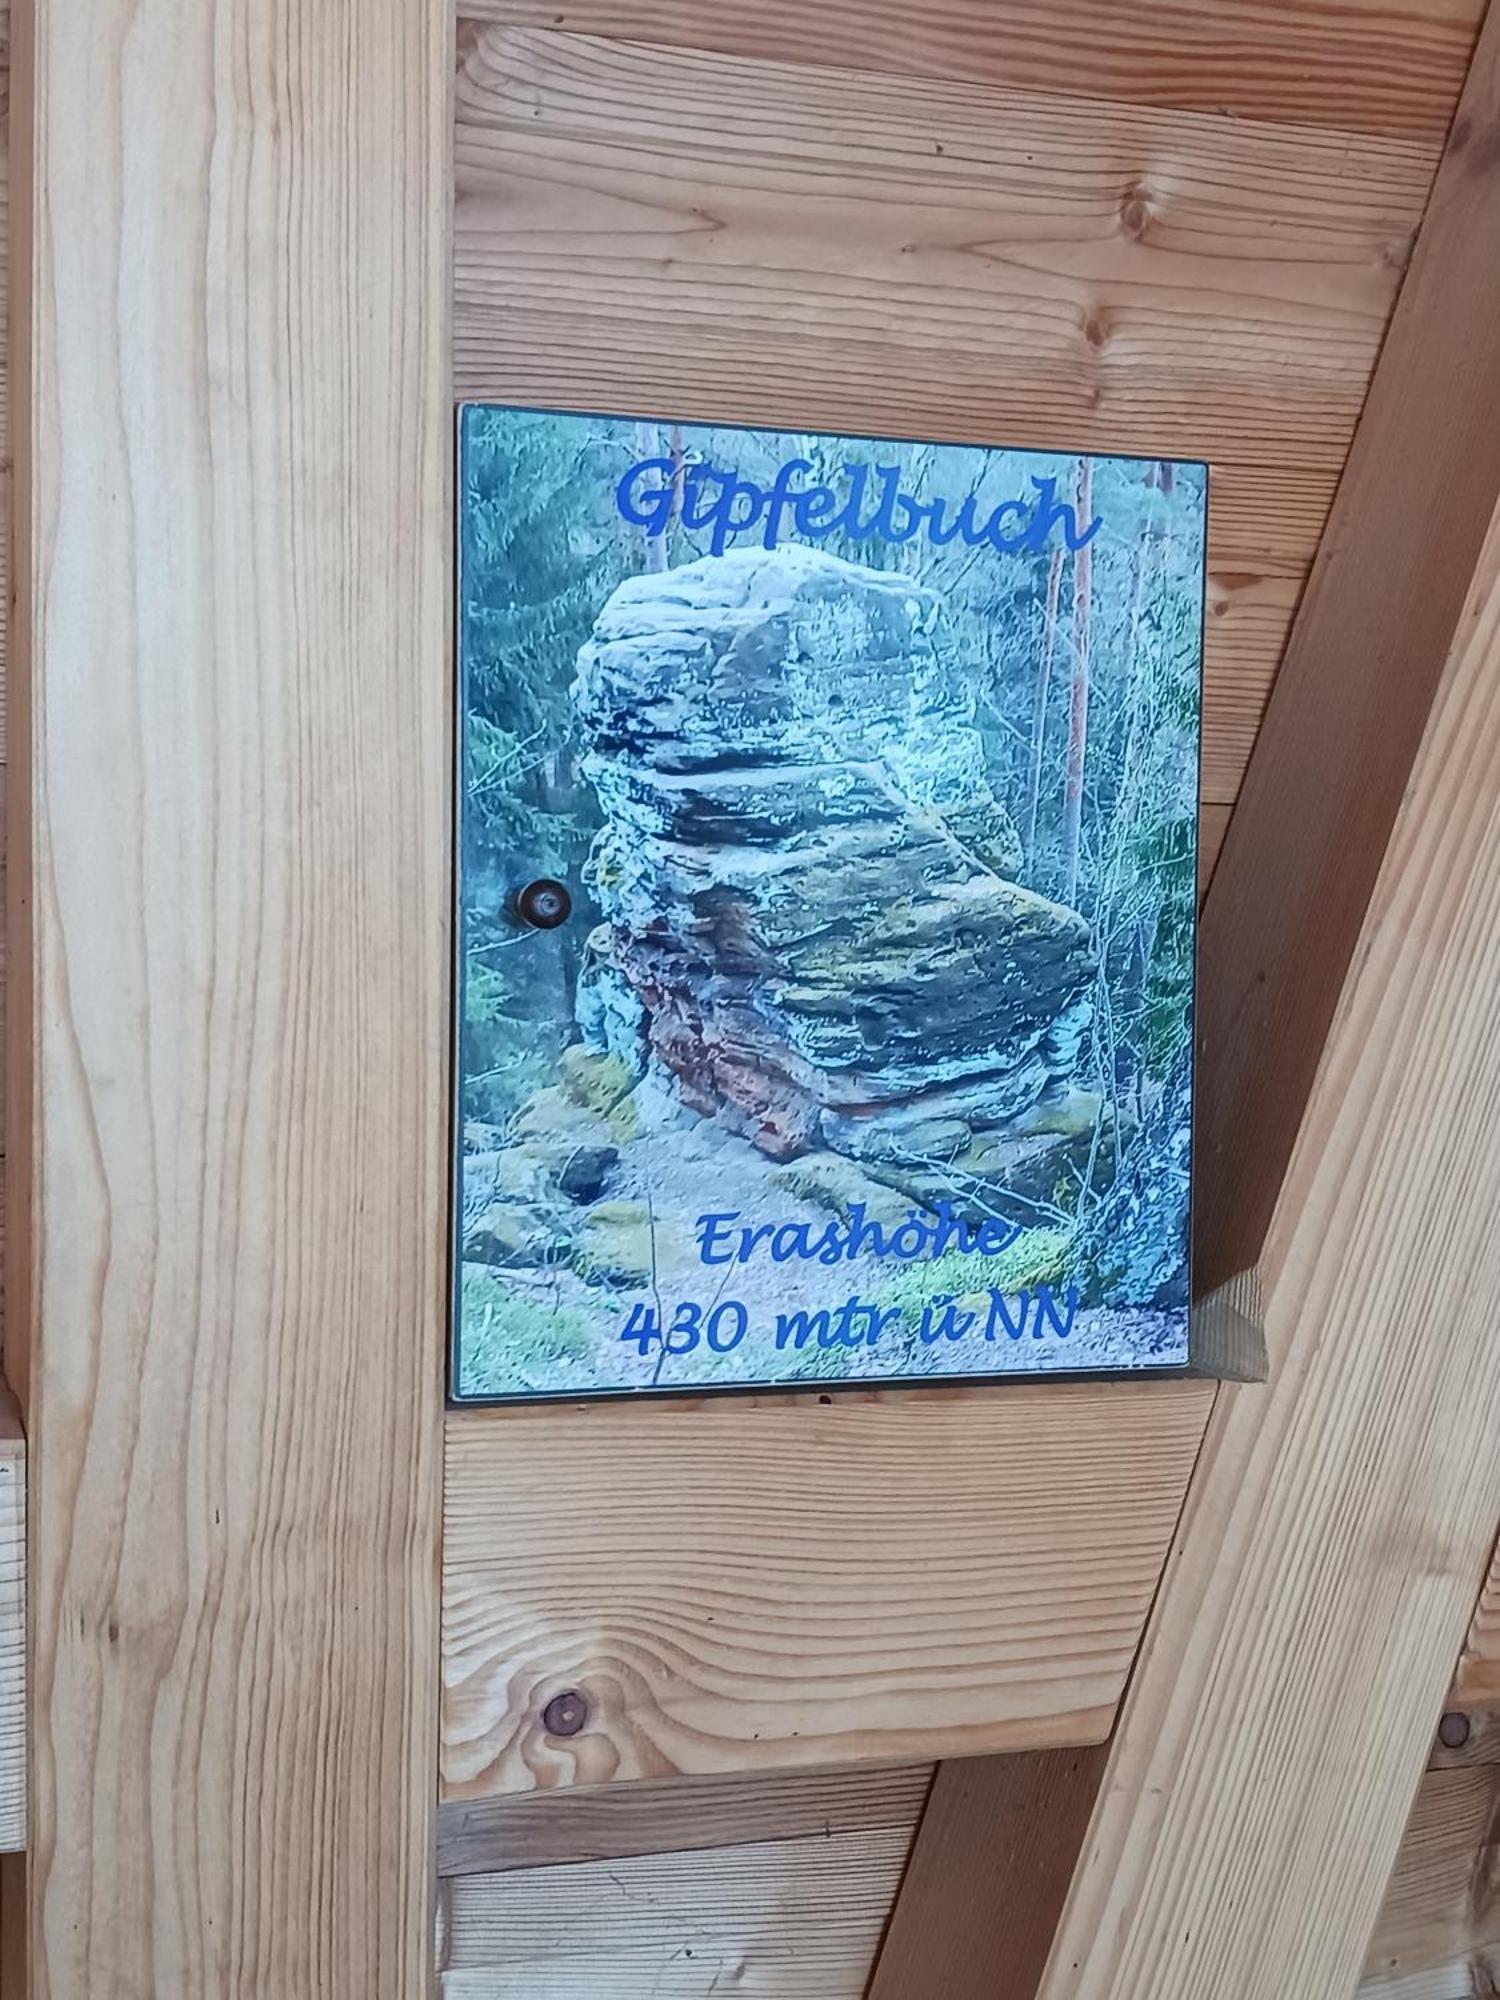 Gipfelbuch
Erashöhe
430 mtr ü NN